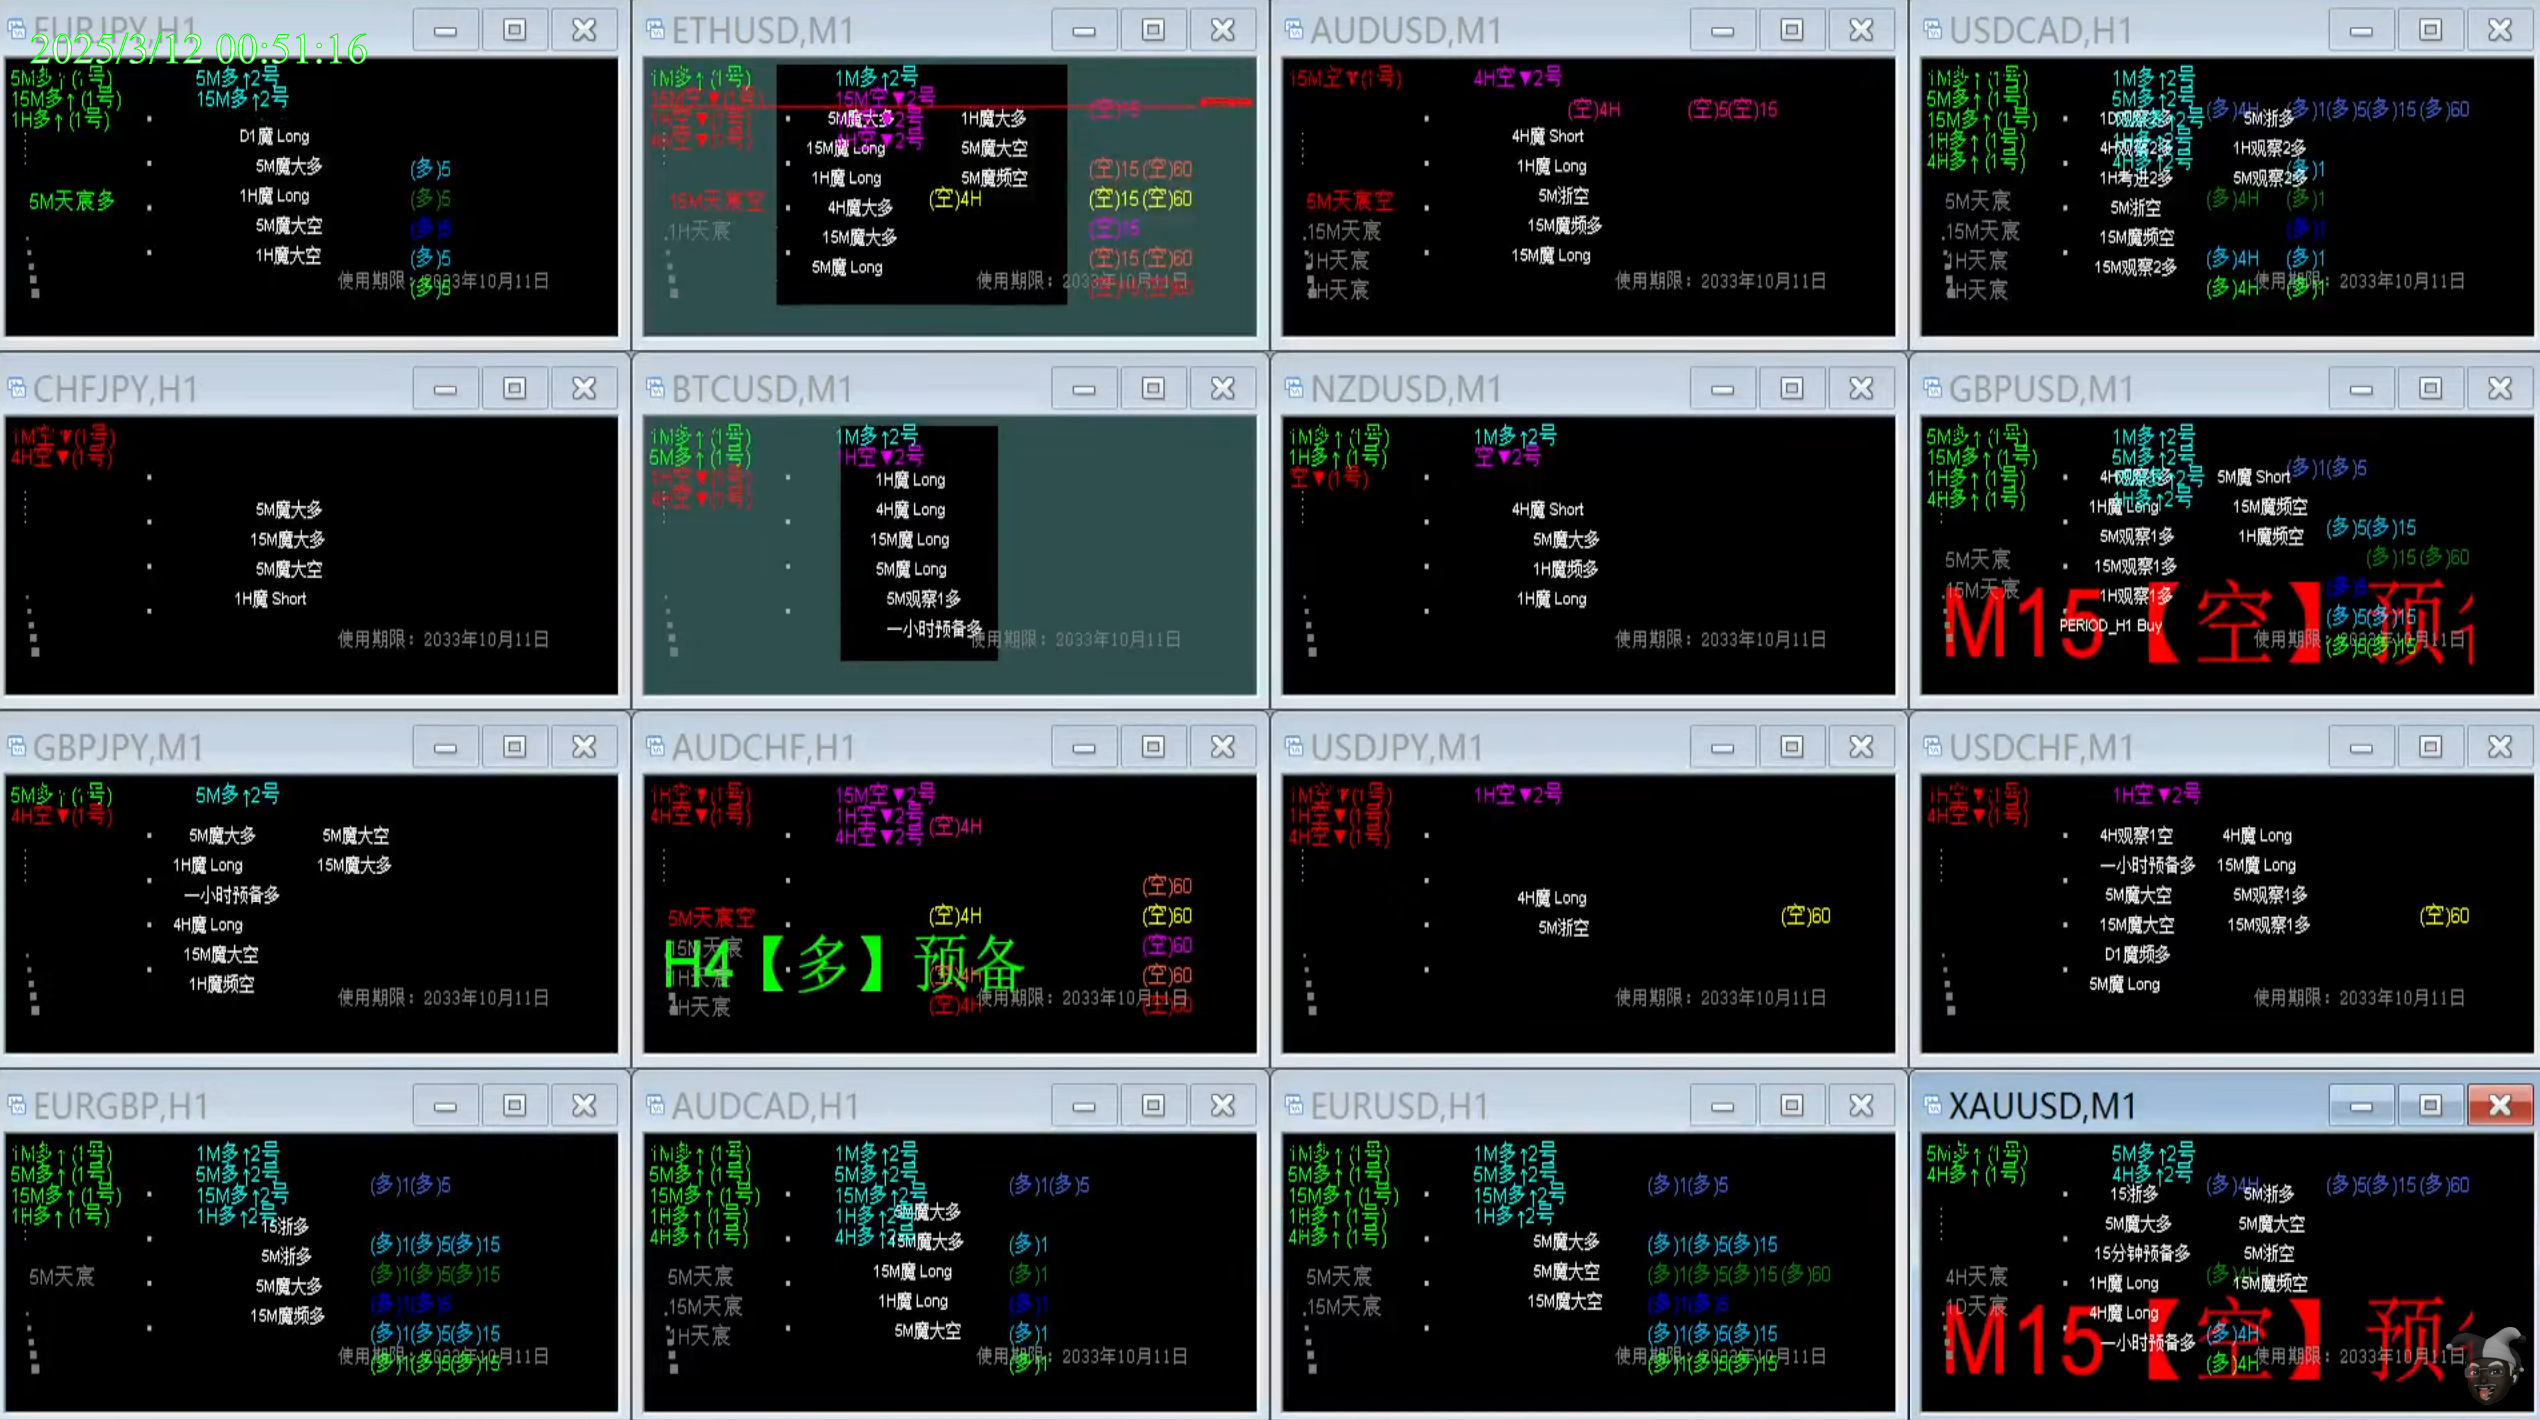 EURJPY,H1
2025/3/12 00:51:16
5M多↑(1号) 5M多↑2号
15M多↑(1号) 15M多↑2号
1H多↑(1号)
D1魔 Long
5M魔大多 (多)5
1H魔 Long (多)5
5M天宸多
5M魔大空 (多)5
1H魔大空 (多)5
使用期限: 2033年10月11日
(多)5
ETHUSD,M1
1M多↑(1号) 1M多↑2号
15M空▼(1号) 15M空▼2号
(空)15
1H空▼(1号)
5M魔大多 1H魔大多
4H空▼(1号) 4H空▼2号
15M魔 Long 5M魔大空
(空)15(空)60
1H魔 Long 5M魔频空
15M天宸空 4H魔大多 (空)4H (空)15(空)60
1H天宸 15M魔大多 (空)15
5M魔 Long (空)15(空)60
使用期限: 2033年10月11日
(空)15(空)60
AUDUSD,M1
15M空▼(1号) 4H空▼2号
(空)4H (空)5(空)15
4H魔 Short
1H魔 Long
5M天宸空 5M浙空
15M天宸 15M魔频多
1H天宸 15M魔 Long
4H天宸 使用期限: 2033年10月11日
USDCAD,H1
1M多↑(1号) 1M多↑2号
5M多↑(1号) 5M多↑2号
(多)4H (多)1(多)5(多)15(多)60
15M多↑(1号) 5M浙多
1H多↑(1号) 4H观察2多 1H观察2多
4H多↑(1号) 4H多↑2号 (多)1
1H考进2多 5M观察2多
5M天宸 5M浙空 (多)4H (多)1
15M天宸 15M魔频空 (多)1
1H天宸 15M观察2多 (多)4H (多)1
4H天宸 (多)4H (多)1
使用期限: 2033年10月11日
CHFJPY,H1
1M空▼(1号)
4H空▼(1号)
5M魔大多
15M魔大多
5M魔大空
1H魔 Short
使用期限: 2033年10月11日
BTCUSD,M1
1M多↑(1号) 1M多↑2号
5M多↑(1号) 1H空▼2号
1H空▼(1号) 1H魔 Long
4H空▼(1号) 4H魔 Long
15M魔 Long
5M魔 Long
5M观察1多
一小时预备多
使用期限: 2033年10月11日
NZDUSD,M1
1M多↑(1号) 1M多↑2号
1H多↑(1号) 空▼2号
空▼(1号)
4H魔 Short
5M魔大多
1H魔频多
1H魔 Long
使用期限: 2033年10月11日
GBPUSD,M1
5M多↑(1号) 1M多↑2号
15M多↑(1号) 5M多↑2号
(多)1(多)5
1H多↑(1号) 4H观察1多 5M魔 Short
4H多↑(1号) 1H多↑2号
1H魔 Long 15M魔频空
5M观察1多 1H魔频空 (多)5(多)15
5M天宸 15M观察1多 (多)15(多)60
15M天宸 1H观察1多 (多)5
PERIOD_H1 Buy (多)5(多)15
M15【空】预
使用期限: 2033年10月11日
(多)5(多)15
GBPJPY,M1
5M多↑(1号) 5M多↑2号
4H空▼(1号)
5M魔大多 5M魔大空
1H魔 Long 15M魔大多
一小时预备多
4H魔 Long
15M魔大空
1H魔频空
使用期限: 2033年10月11日
AUDCHF,H1
1H空▼(1号) 15M空▼2号
4H空▼(1号) 1H空▼2号
4H空▼2号 (空)4H
(空)60
5M天宸空 (空)4H (空)60
15M天宸 (空)60
H4【多】预备
1H天宸 (空)4H (空)60
4H天宸 (空)4H (空)60
使用期限: 2033年10月11日
USDJPY,M1
1M空▼(1号) 1H空▼2号
1H空▼(1号)
4H空▼(1号)
4H魔 Long
5M浙空 (空)60
使用期限: 2033年10月11日
USDCHF,M1
1H空▼(1号) 1H空▼2号
4H空▼(1号)
4H观察1空 4H魔 Long
一小时预备多 15M魔 Long
5M魔大空 5M观察1多
15M魔大空 15M观察1多 (空)60
D1魔频多
5M魔 Long
使用期限: 2033年10月11日
EURGBP,H1
1M多↑(1号) 1M多↑2号
5M多↑(1号) 5M多↑2号 (多)1(多)5
15M多↑(1号) 15M多↑2号
1H多↑(1号) 1H多↑2号
15浙多
5M浙多 (多)1(多)5(多)15
5M天宸 5M魔大多 (多)1(多)5(多)15
15M魔频多 (多)1(多)5
(多)1(多)5(多)15
使用期限: 2033年10月11日
(多)1(多)5(多)15
AUDCAD,H1
1M多↑(1号) 1M多↑2号
5M多↑(1号) 5M多↑2号 (多)1(多)5
15M多↑(1号) 15M多↑2号
1H多↑(1号) 1H多↑2号 5M魔大多
4H多↑(1号) 4H多↑2号 15M魔大多 (多)1
5M天宸 15M魔 Long (多)1
15M天宸 1H魔 Long (多)1
1H天宸 5M魔大空 (多)1
使用期限: 2033年10月11日
(多)1
EURUSD,H1
1M多↑(1号) 1M多↑2号
5M多↑(1号) 5M多↑2号 (多)1(多)5
15M多↑(1号) 15M多↑2号
1H多↑(1号) 1H多↑2号
4H多↑(1号) 5M魔大多 (多)1(多)5(多)15
5M天宸 5M魔大空 (多)1(多)5(多)15(多)60
15M天宸 15M魔大空 (多)1(多)5
(多)1(多)5(多)15
使用期限: 2033年10月11日
(多)1(多)5(多)15
XAUUSD,M1
5M多↑(1号) 5M多↑2号
4H多↑(1号) 4H多↑2号
(多)4H (多)5(多)15(多)60
15浙多 5M浙多
5M魔大多 5M魔大空
15分钟预备多 5M浙空
4H天宸 1H魔 Long (多)4H 15M魔频空
1D天宸 4H魔 Long
一小时预备多 (多)4H
M15【空】预
(多)4H 使用期限: 2033年10月11日